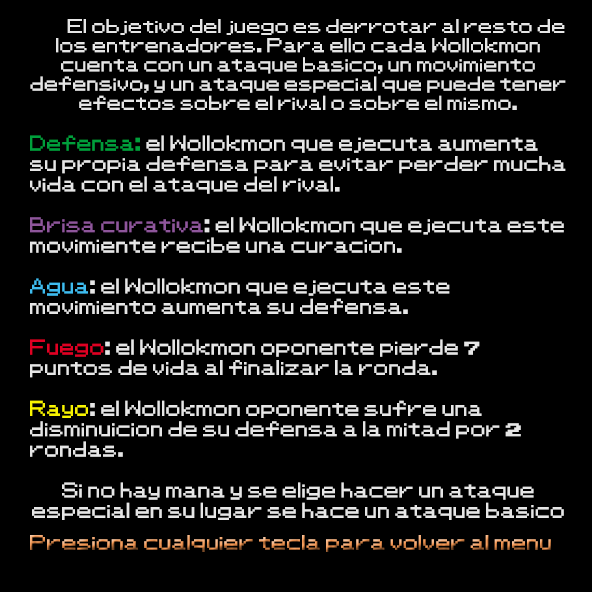 El objetivo del juego es derrotar al resto de
los entrenadores. Para ello cada Wollokmon
cuenta con un ataque basico, un movimiento
defensivo, y un ataque especial que puede tener
efectos sobre el rival o sobre el mismo.
Defensa: el Wollokmon que ejecuta aumenta
su propia defensa para evitar perder mucha
vida con el ataque del rival.
Brisa curativa: el Wollokmon que ejecuta este
movimiento recibe una curacion.
Agua: el Wollokmon que ejecuta este
movimiento aumenta su defensa.
Fuego: el Wollokmon oponente pierde 7
puntos de vida al finalizar la ronda.
Rayo: el Wollokmon oponente sufre una
disminuicion de su defensa a la mitad por 2
rondas.
Si no hay mana y se elige hacer un ataque
especial en su lugar se hace un ataque basico
Presiona cualquier tecla para volver al menu